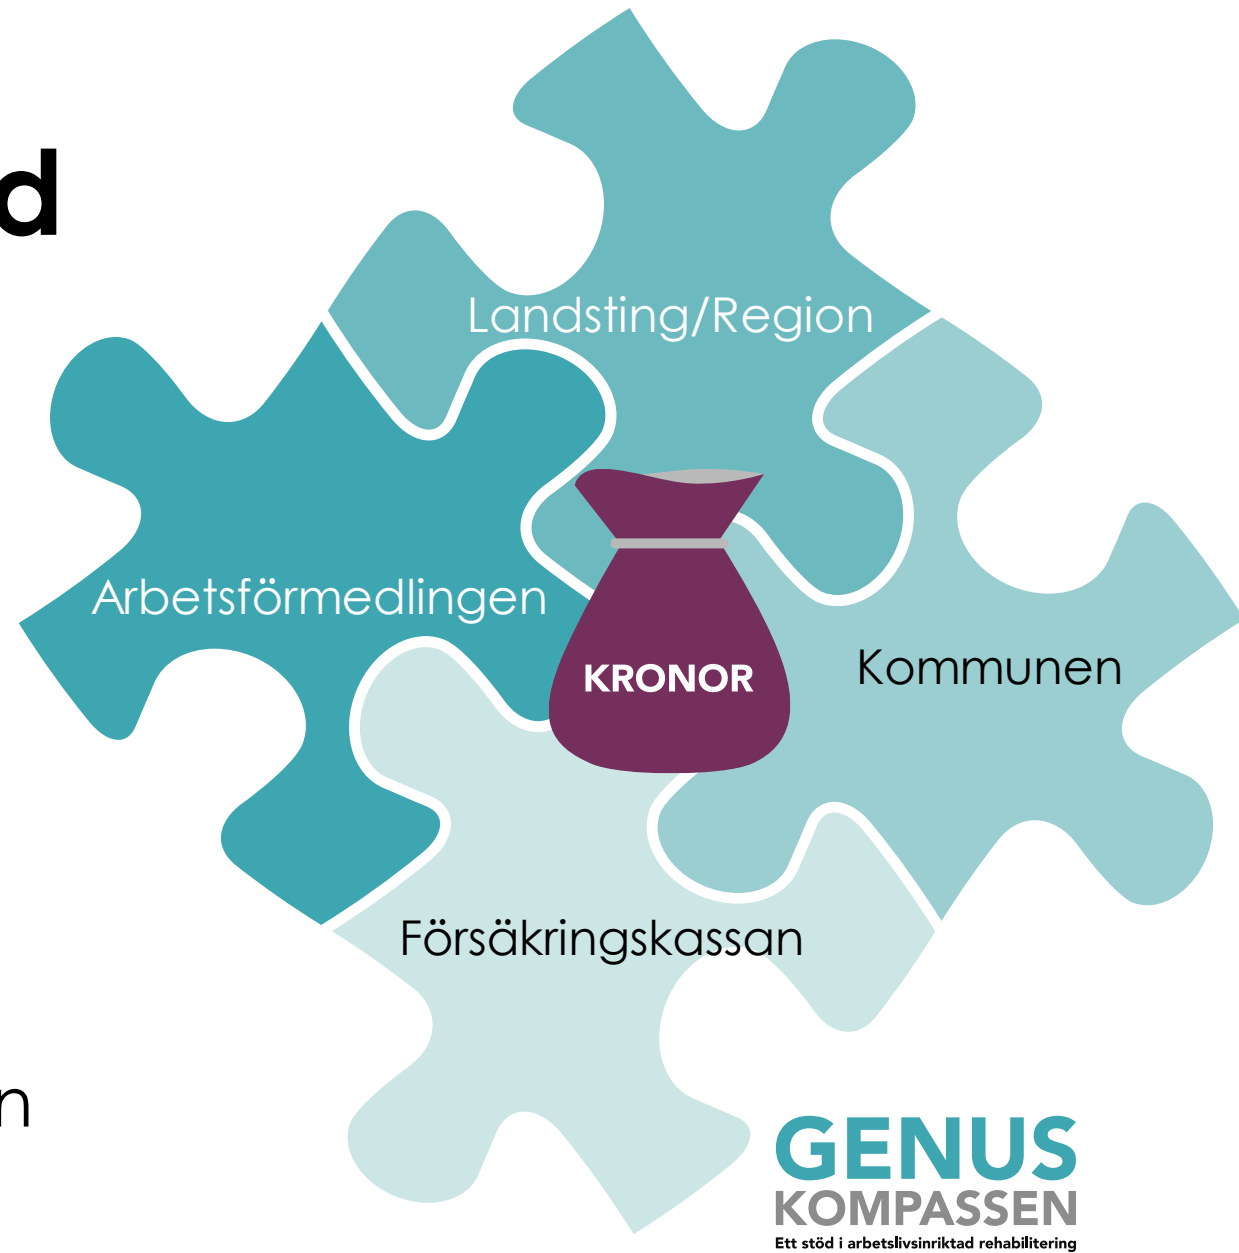 d
Landsting/Region
Arbetsförmedlingen
KRONOR
Kommunen
Försäkringskassan
n
GENUS
KOMPASSEN
Ett stöd i arbetslivsinriktad rehabilitering